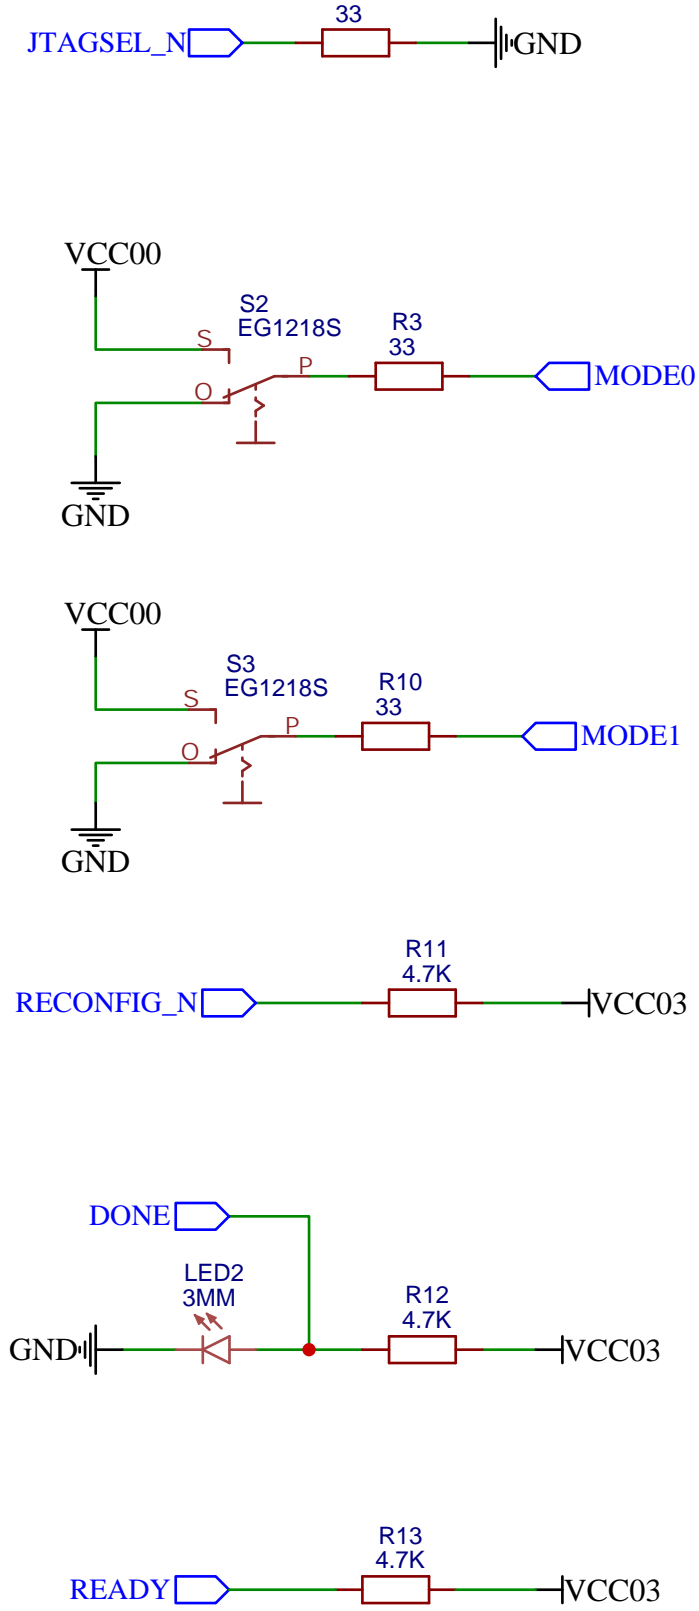 33
JTAGSEL_N GND
VCC00
S2
EG1218S
R3
33
S
P
O
MODE0
GND
VCC00
S3
EG1218S
R10
33
S
P
O
MODE1
GND
R11
4.7K
RECONFIG_N VCC03
DONE
LED2
3MM
R12
4.7K
GND VCC03
R13
4.7K
READY VCC03